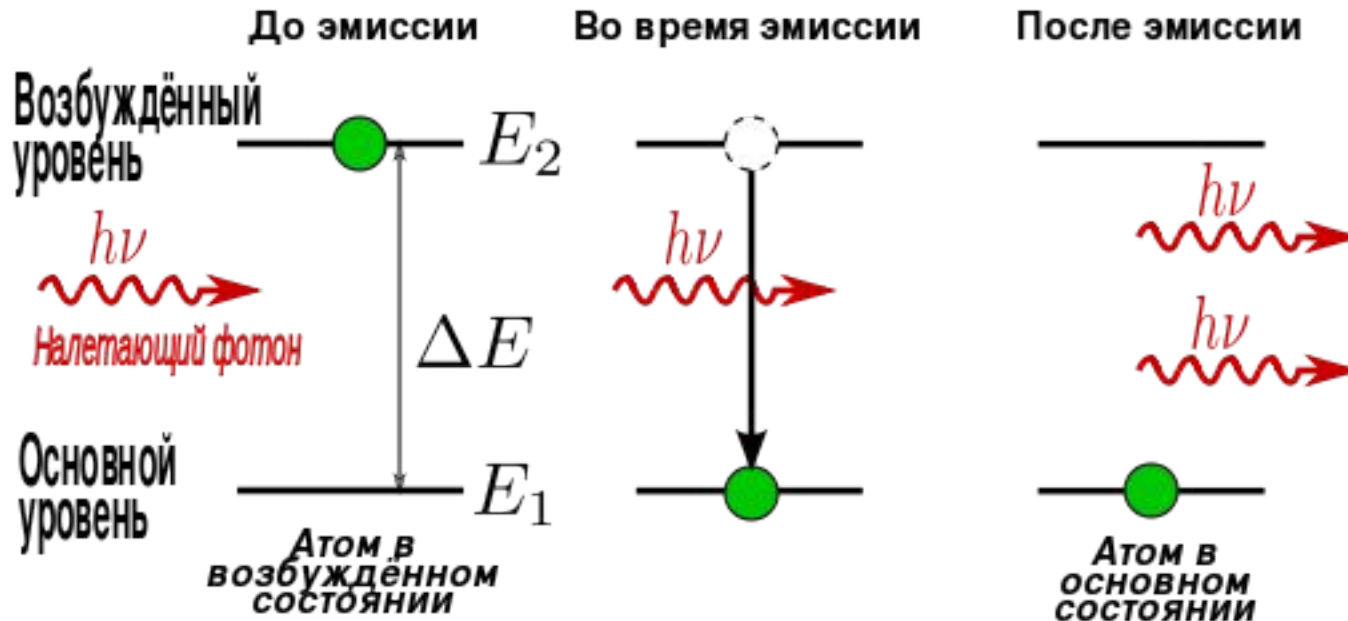 До эмиссии
Во время эмиссии
После эмиссии
Возбуждённый
уровень
E₂
hν
hν
hν
Налетающий фотон
ΔE
hν
Основной
уровень
E₁
Атом в
возбуждённом
состоянии
Атом в
основном
состоянии